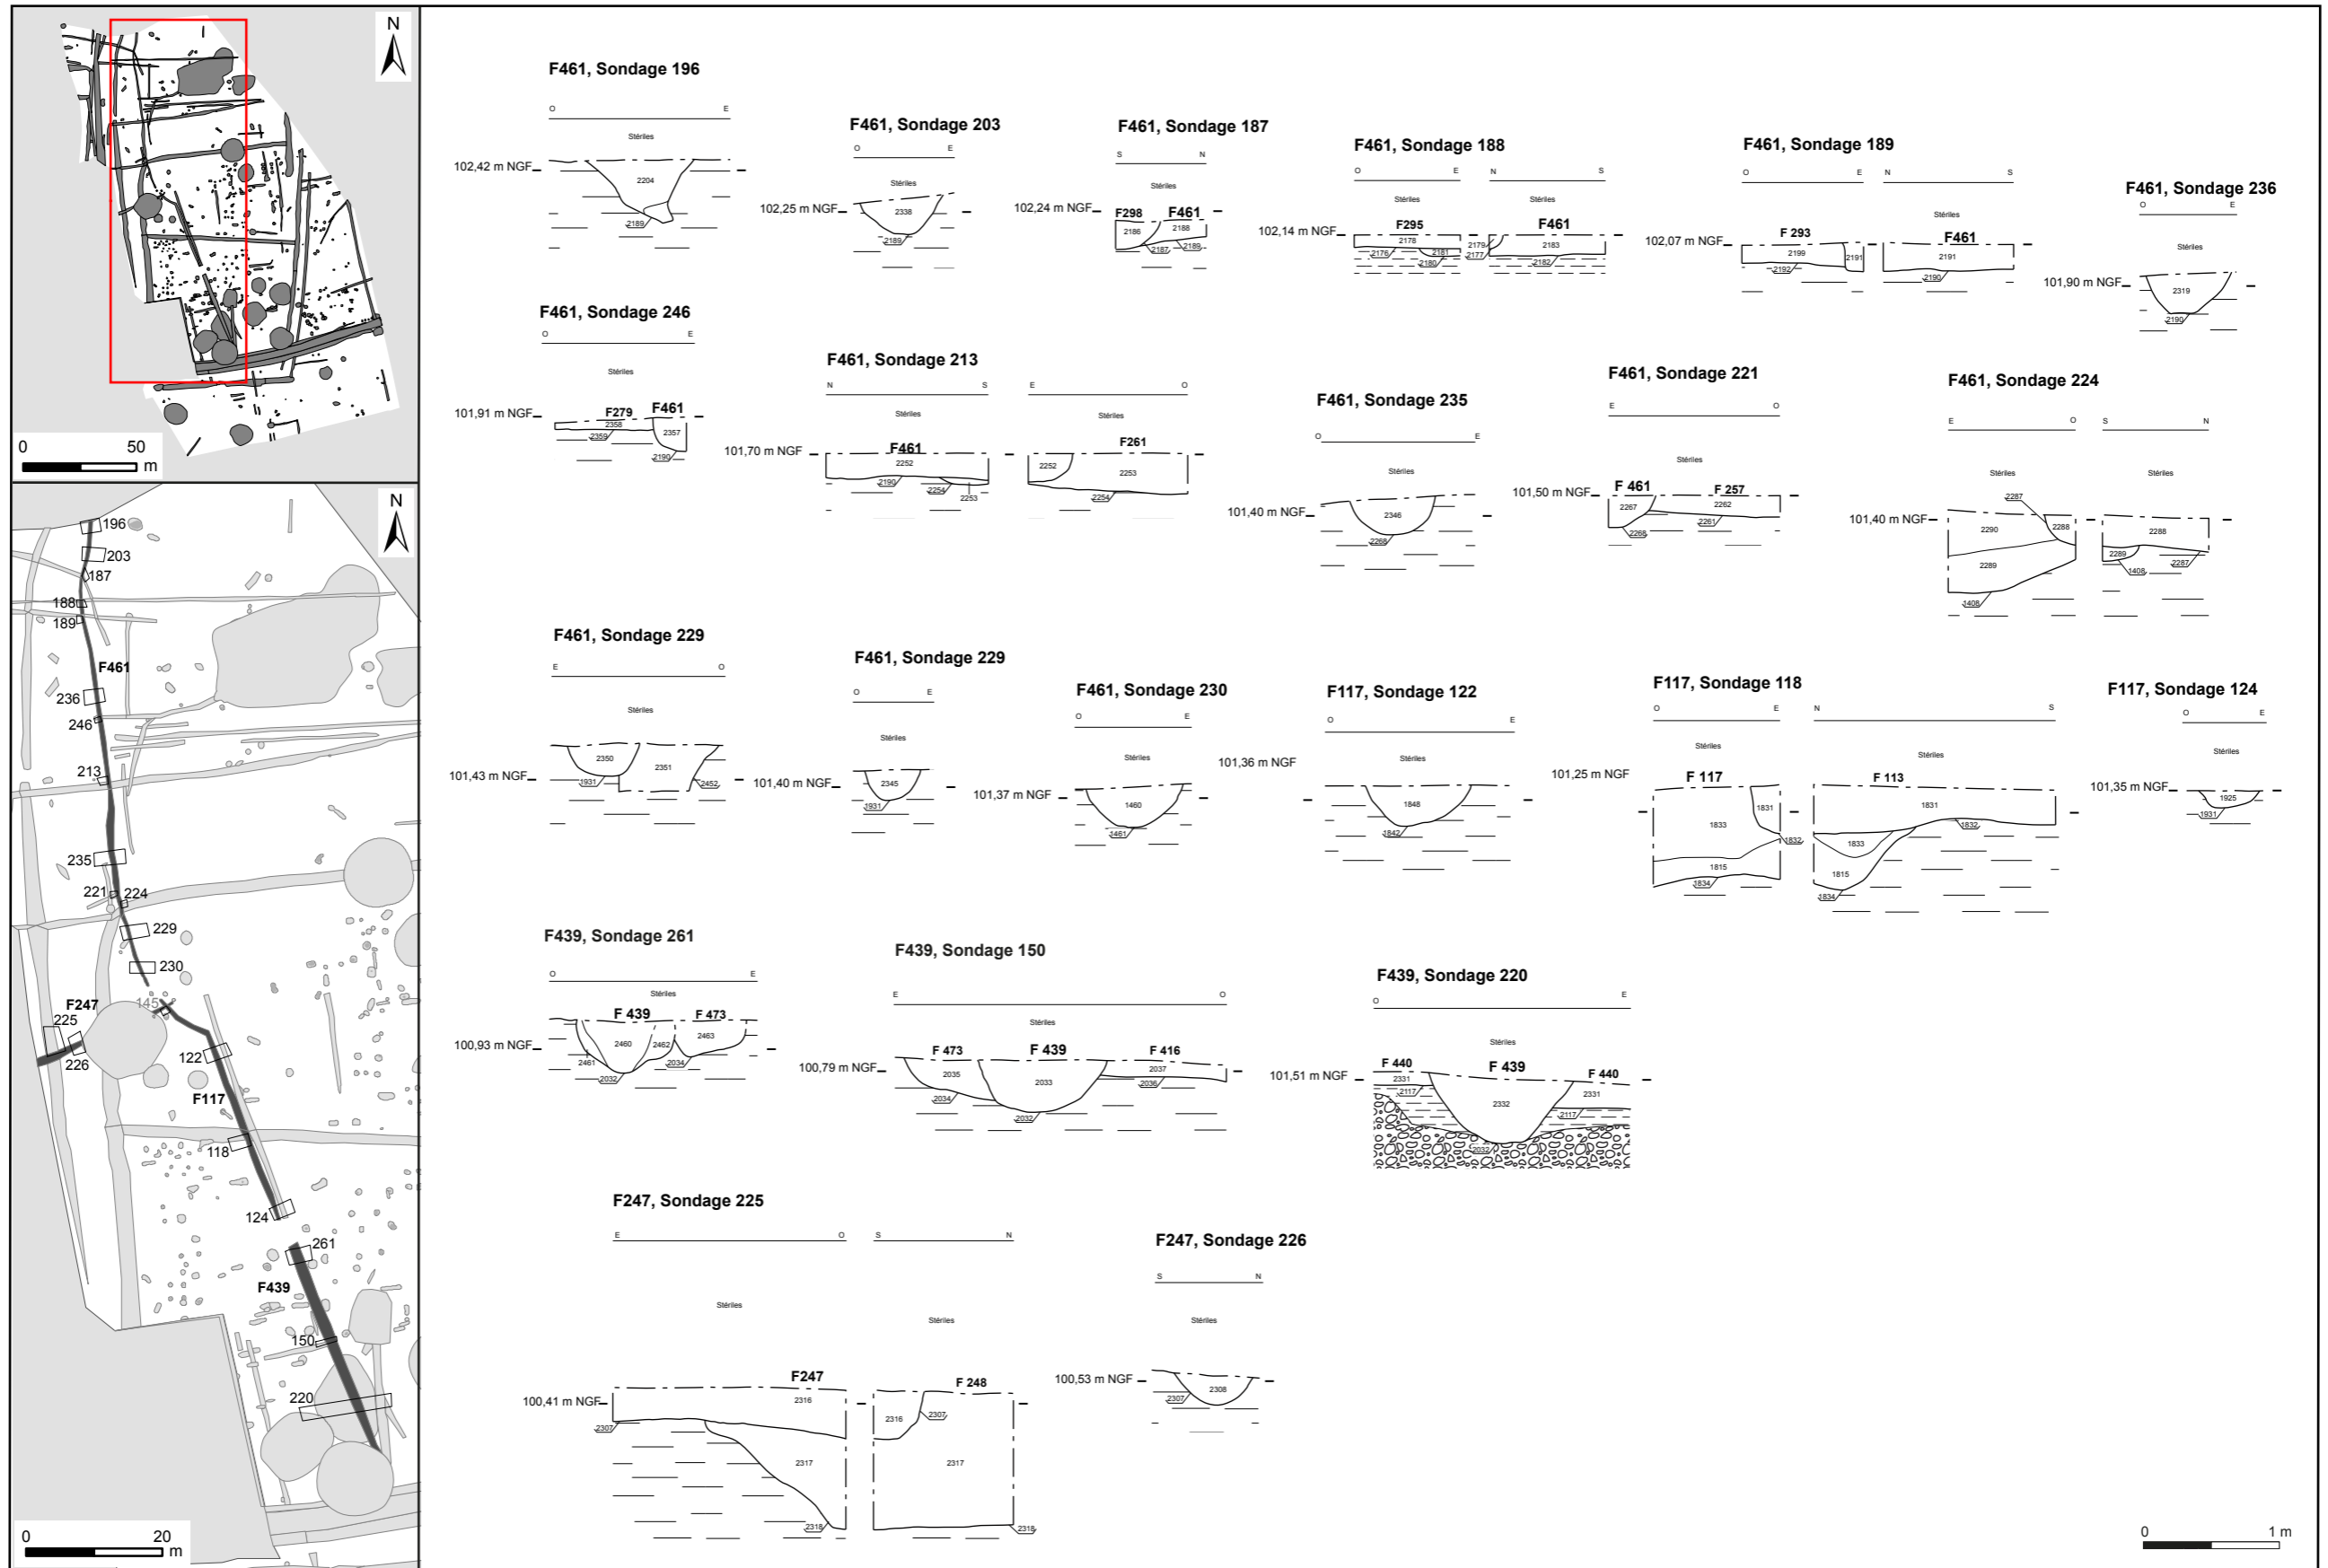 N
0 50
m
N
196
203
187
188
189
F461
236
246
213
235
221 224
229
230
F247
145
225
226
122
F117
118
124
261
F439
150
220
0 20
m
F461, Sondage 196
O E
Stériles
102,42 m NGF
2204
2189
F461, Sondage 203
O E
Stériles
102,25 m NGF
2338
2189
F461, Sondage 187
S N
Stériles
102,24 m NGF
F298 F461
2186 2188
2187 2189
F461, Sondage 188
O E N S
Stériles Stériles
102,14 m NGF
F295 F461
2178 2179 2183
2176 2181 2177
2180 2182
F461, Sondage 189
O E N S
Stériles Stériles
102,07 m NGF
F 293 F461
2199 2191 2191
2192 2190
F461, Sondage 236
O E
Stériles
101,90 m NGF
2319
2190
F461, Sondage 246
O E
Stériles
101,91 m NGF
F279 F461
2358 2357
2359 2190
F461, Sondage 213
N S E O
Stériles Stériles
101,70 m NGF
F461 F261
2252 2252 2253
2190 2254 2253 2254
F461, Sondage 235
O E
Stériles
101,40 m NGF
2346
2268
F461, Sondage 221
E O
Stériles
101,50 m NGF
F 461 F 257
2267 2262
2268 2261
F461, Sondage 224
E O S N
Stériles Stériles
2287
101,40 m NGF
2290 2288 2288
2289 2289
1408 1408 2287
F461, Sondage 229
E O
Stériles
101,43 m NGF
2350 2351
1931 2452
F461, Sondage 229
O E
Stériles
101,40 m NGF
2345
1931
F461, Sondage 230
O E
Stériles
101,37 m NGF
1460
1461
F117, Sondage 122
O E
Stériles
101,36 m NGF
1848
1842
F117, Sondage 118
O E N S
Stériles Stériles
101,25 m NGF
F 117 F 113
1831 1831
1833 1832 1833 1832
1815 1815
1834 1834
F117, Sondage 124
O E
Stériles
101,35 m NGF
1925
1931
F439, Sondage 261
O E
Stériles
100,93 m NGF
F 439 F 473
2460 2462 2463
2461 2032 2034
F439, Sondage 150
E O
Stériles
100,79 m NGF
F 473 F 439 F 416
2035 2033 2037
2034 2032 2036
F439, Sondage 220
O E
Stériles
101,51 m NGF
F 440 F 439 F 440
2331 2332 2331
2117 2117
2032
F247, Sondage 225
E O S N
Stériles Stériles
100,41 m NGF
F247 F 248
2316 2316 2307
2307
2317 2317
2318 2318
F247, Sondage 226
S N
Stériles
100,53 m NGF
2308
2307
0 1 m